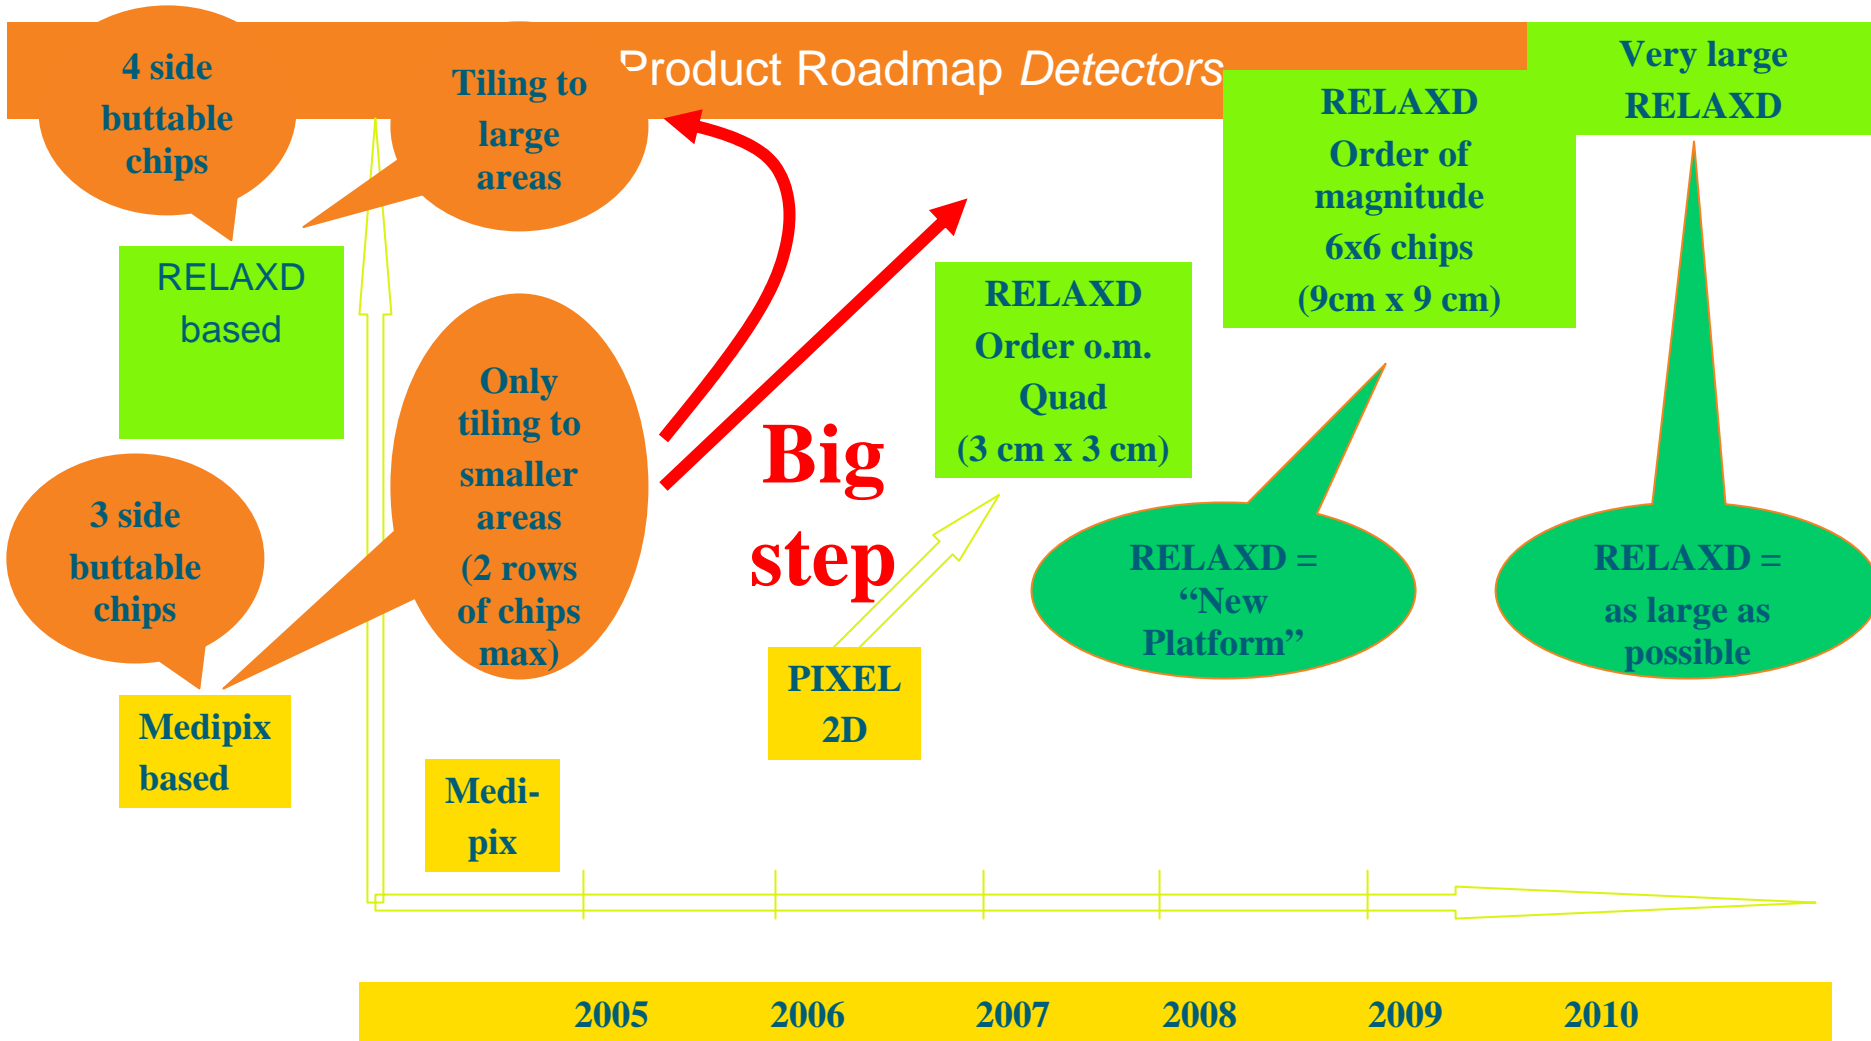 Product Roadmap Detectors
4 side
buttable
chips
Tiling to
large
areas
RELAXD
Order of
magnitude
6x6 chips
(9cm x 9 cm)
Very large
RELAXD
RELAXD
based
RELAXD
Order o.m.
Quad
(3 cm x 3 cm)
Only
tiling to
smaller
areas
(2 rows
of chips
max)
Big
step
3 side
buttable
chips
RELAXD =
“New
Platform”
RELAXD =
as large as
possible
PIXEL
2D
Medipix
based
Medi-
pix
2005 2006 2007 2008 2009 2010